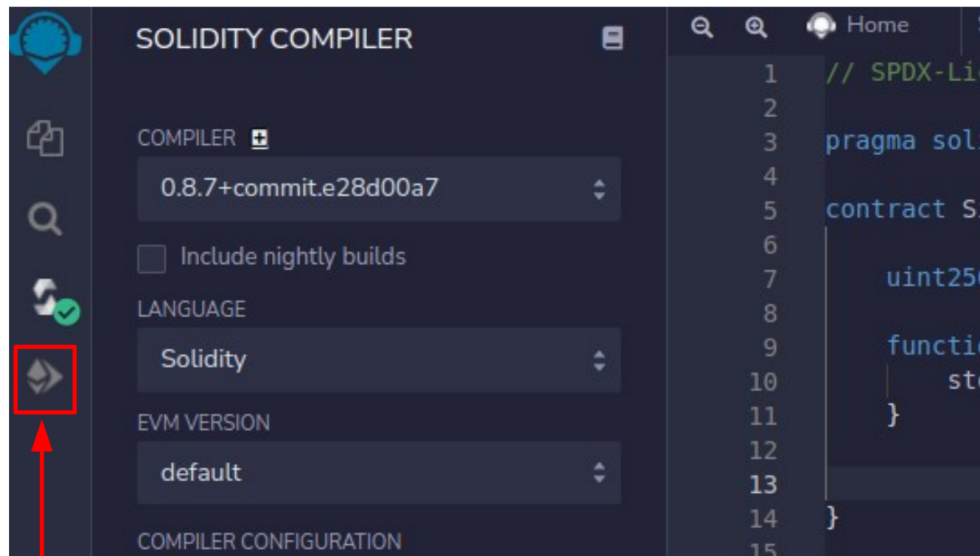 SOLIDITY COMPILER
COMPILER
0.8.7+commit.e28d00a7
Include nightly builds
LANGUAGE
Solidity
EVM VERSION
default
COMPILER CONFIGURATION
Home
1 // SPDX-Li
2
3 pragma sol
4
5 contract S
6
7 uint25
8
9 functi
10 st
11 }
12
13
14 }
15